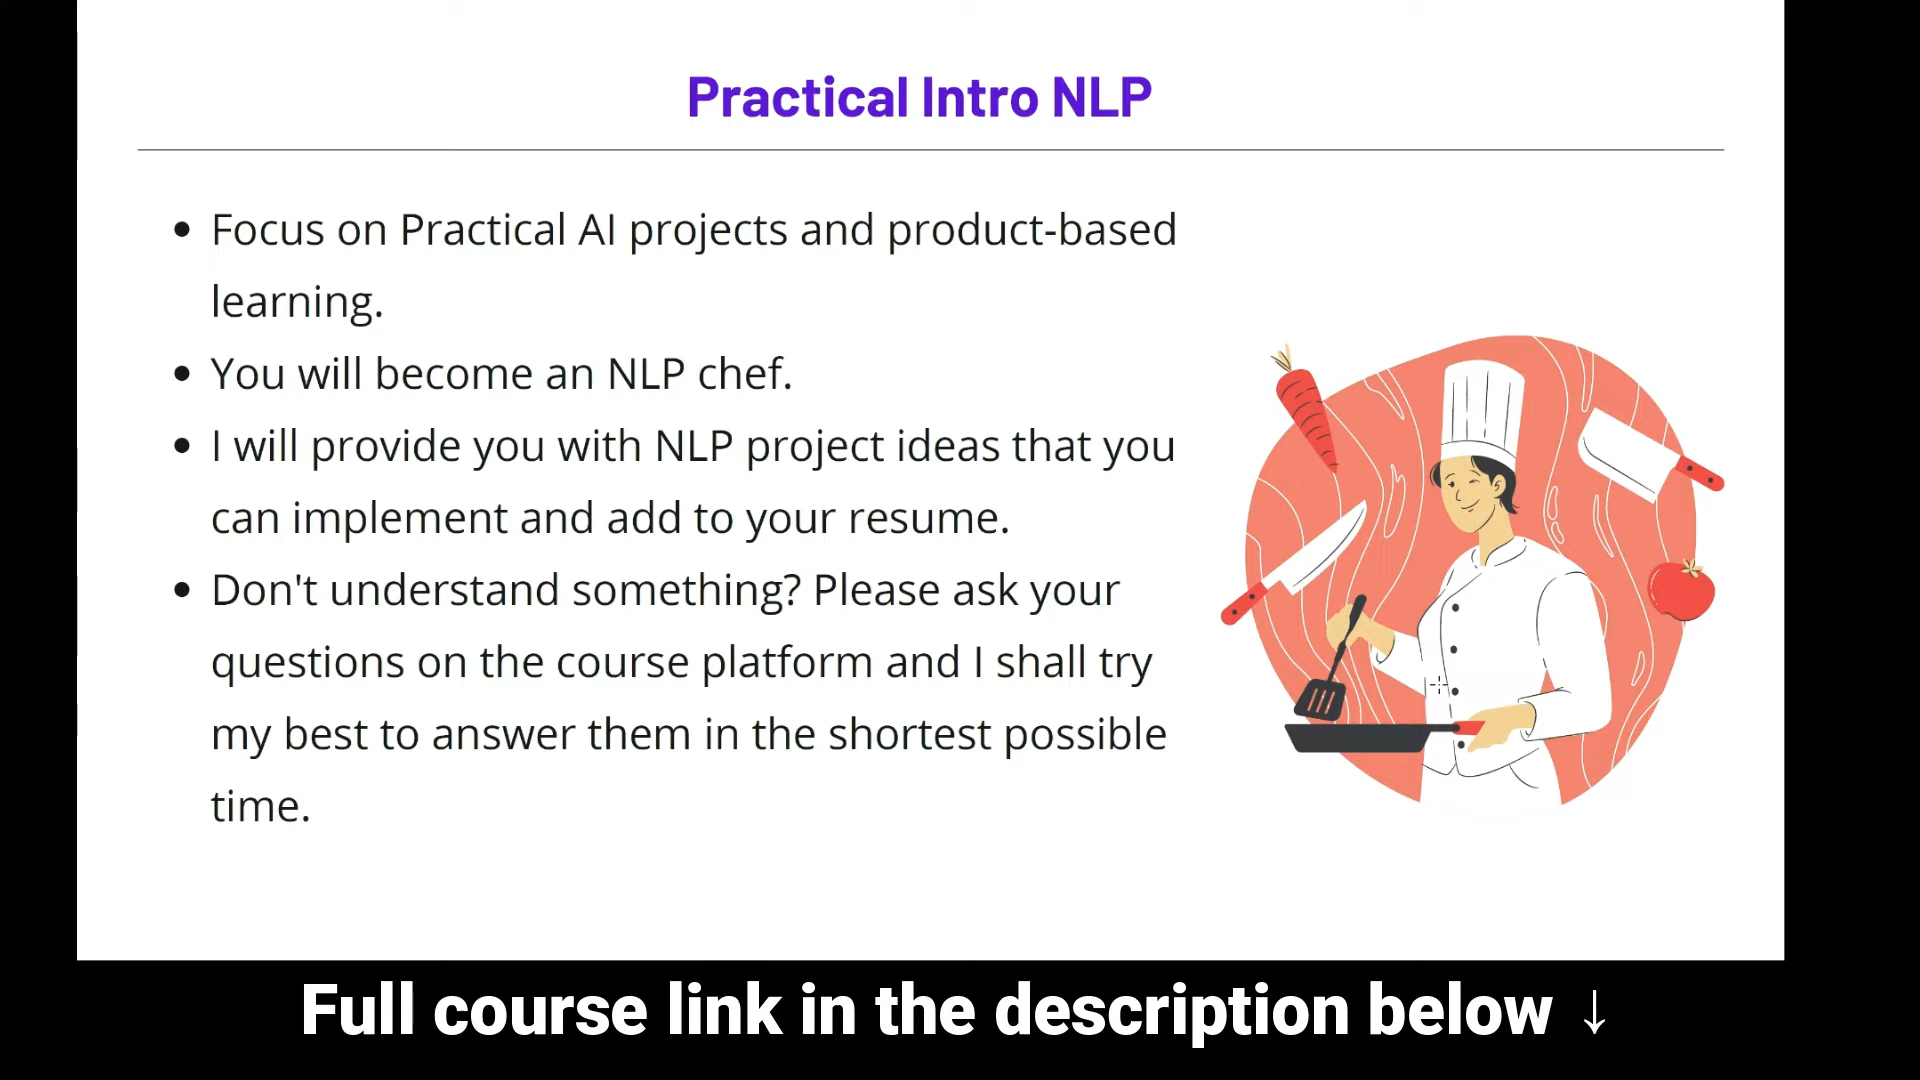 Practical Intro NLP
• Focus on Practical AI projects and product-based
learning.
• You will become an NLP chef.
• I will provide you with NLP project ideas that you
can implement and add to your resume.
• Don't understand something? Please ask your
questions on the course platform and I shall try
my best to answer them in the shortest possible
time.
Full course link in the description below ↓